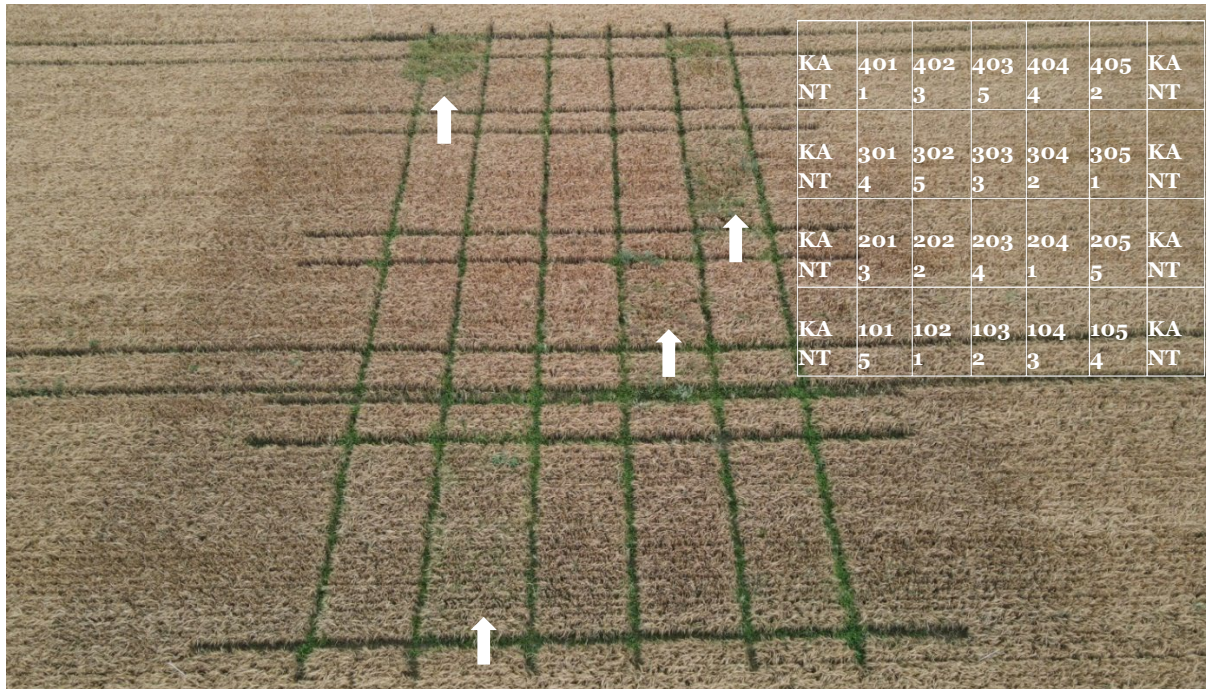 KA 401 402 403 404 405 KA
NT 1 3 5 4 2 NT
KA 301 302 303 304 305 KA
NT 4 5 3 2 1 NT
KA 201 202 203 204 205 KA
NT 3 2 4 1 5 NT
KA 101 102 103 104 105 KA
NT 5 1 2 3 4 NT